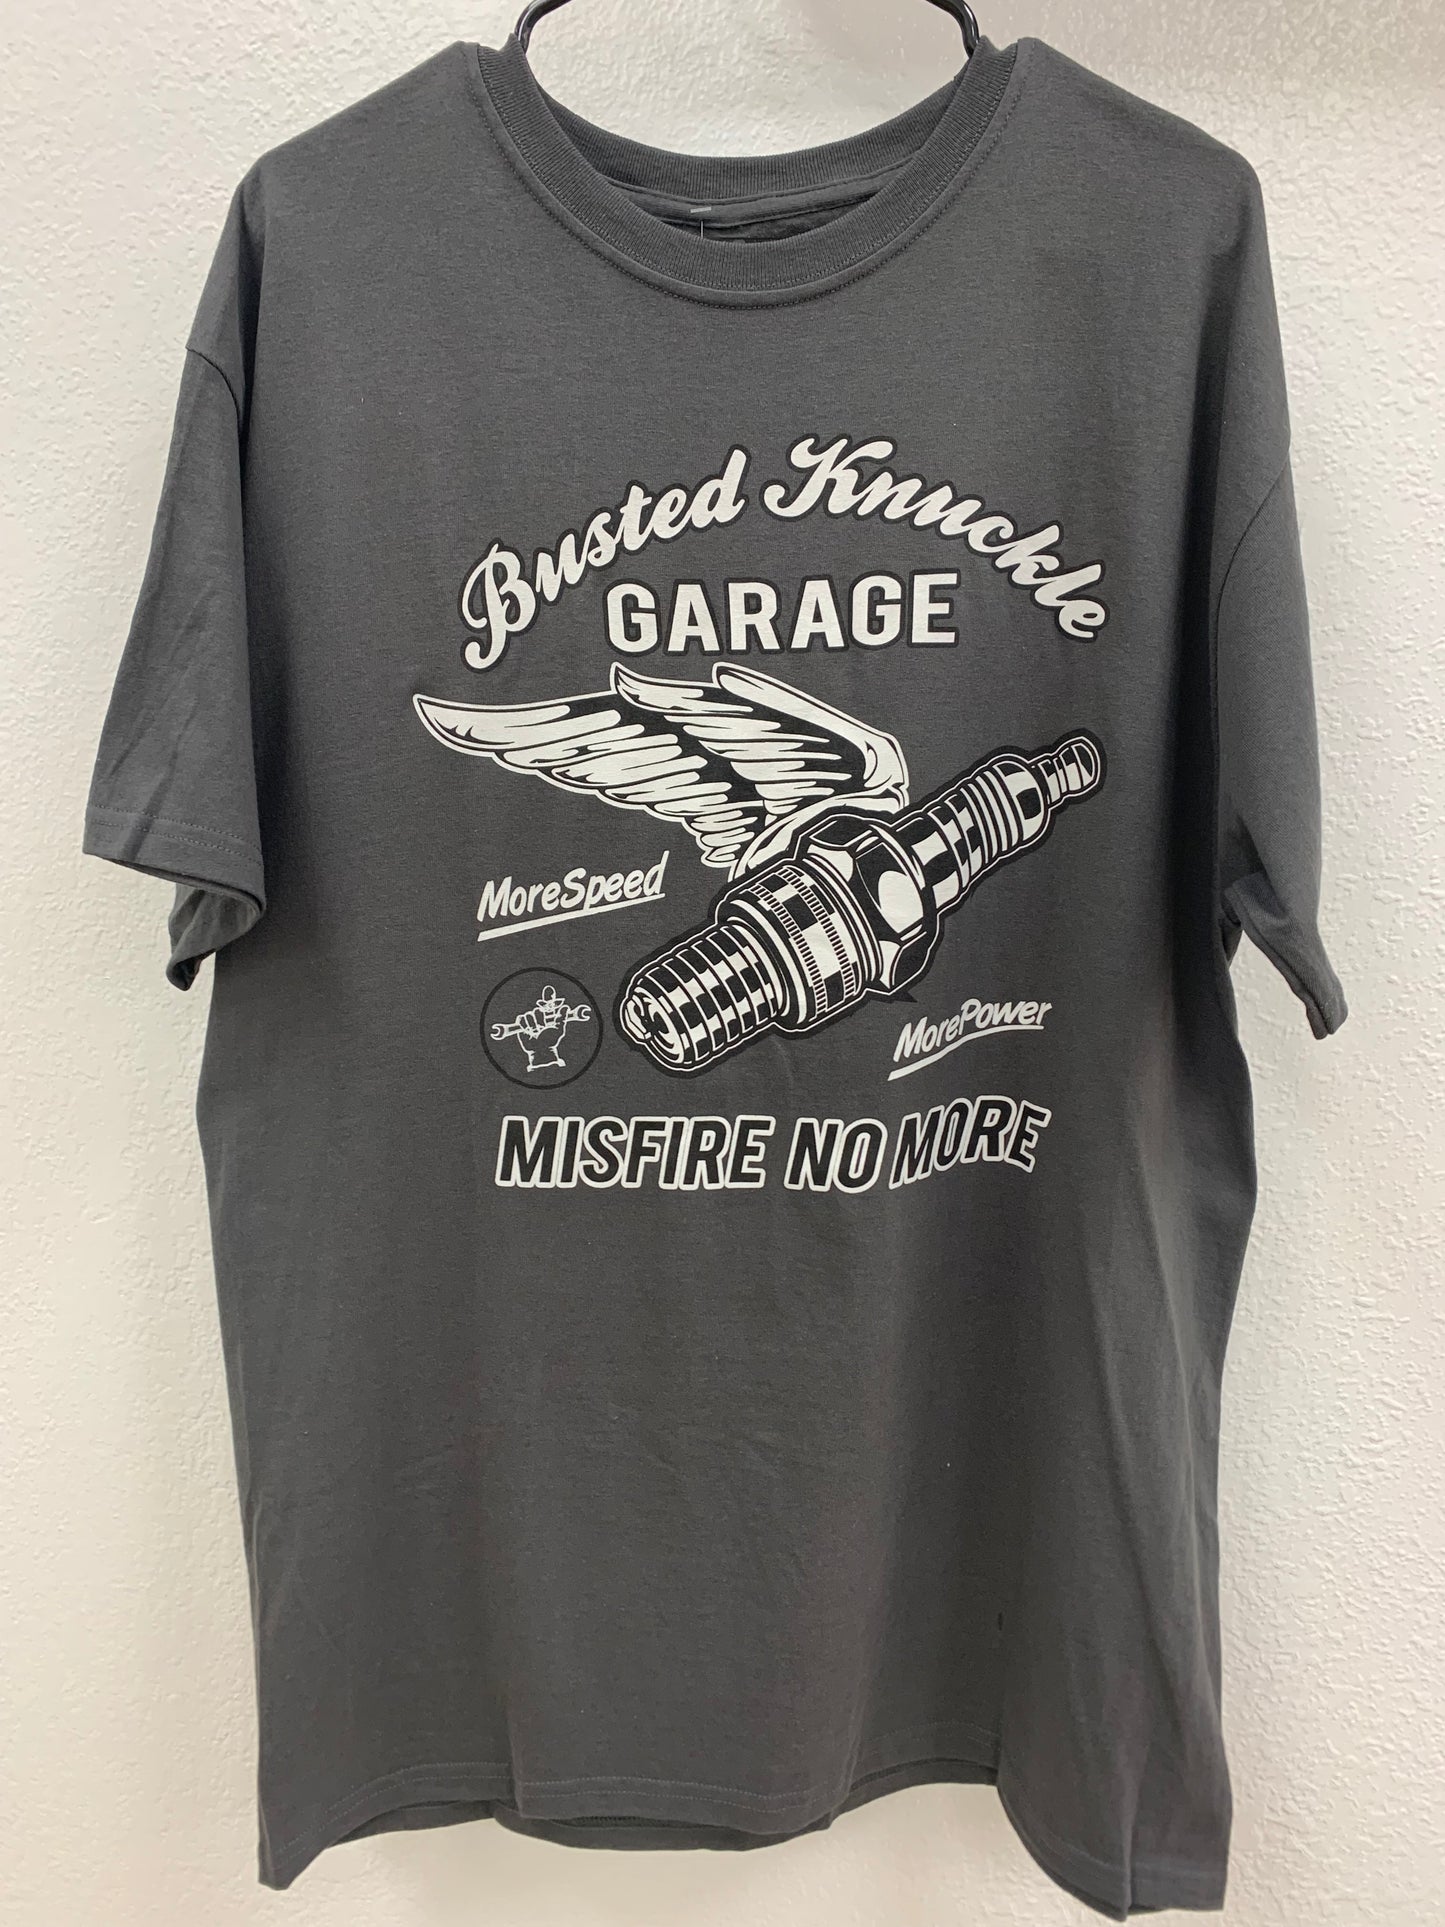 Busted Knuckle
GARAGE
MoreSpeed
MorePower
MISFIRE NO MORE